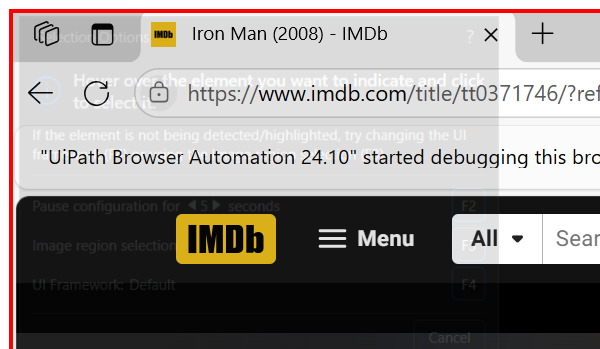 IMDb Iron Man (2008) - IMDb
Selection Options ?
Hover over the element you want to indicate and click
to select it.
https://www.imdb.com/title/tt0371746/?ref
If the element is not being detected/highlighted, try changing the UI
"UiPath Browser Automation 24.10" started debugging this bro
Pause configuration for 5 seconds F2
IMDb Menu All Sear
Image region selection
UI Framework: Default F4
Cancel